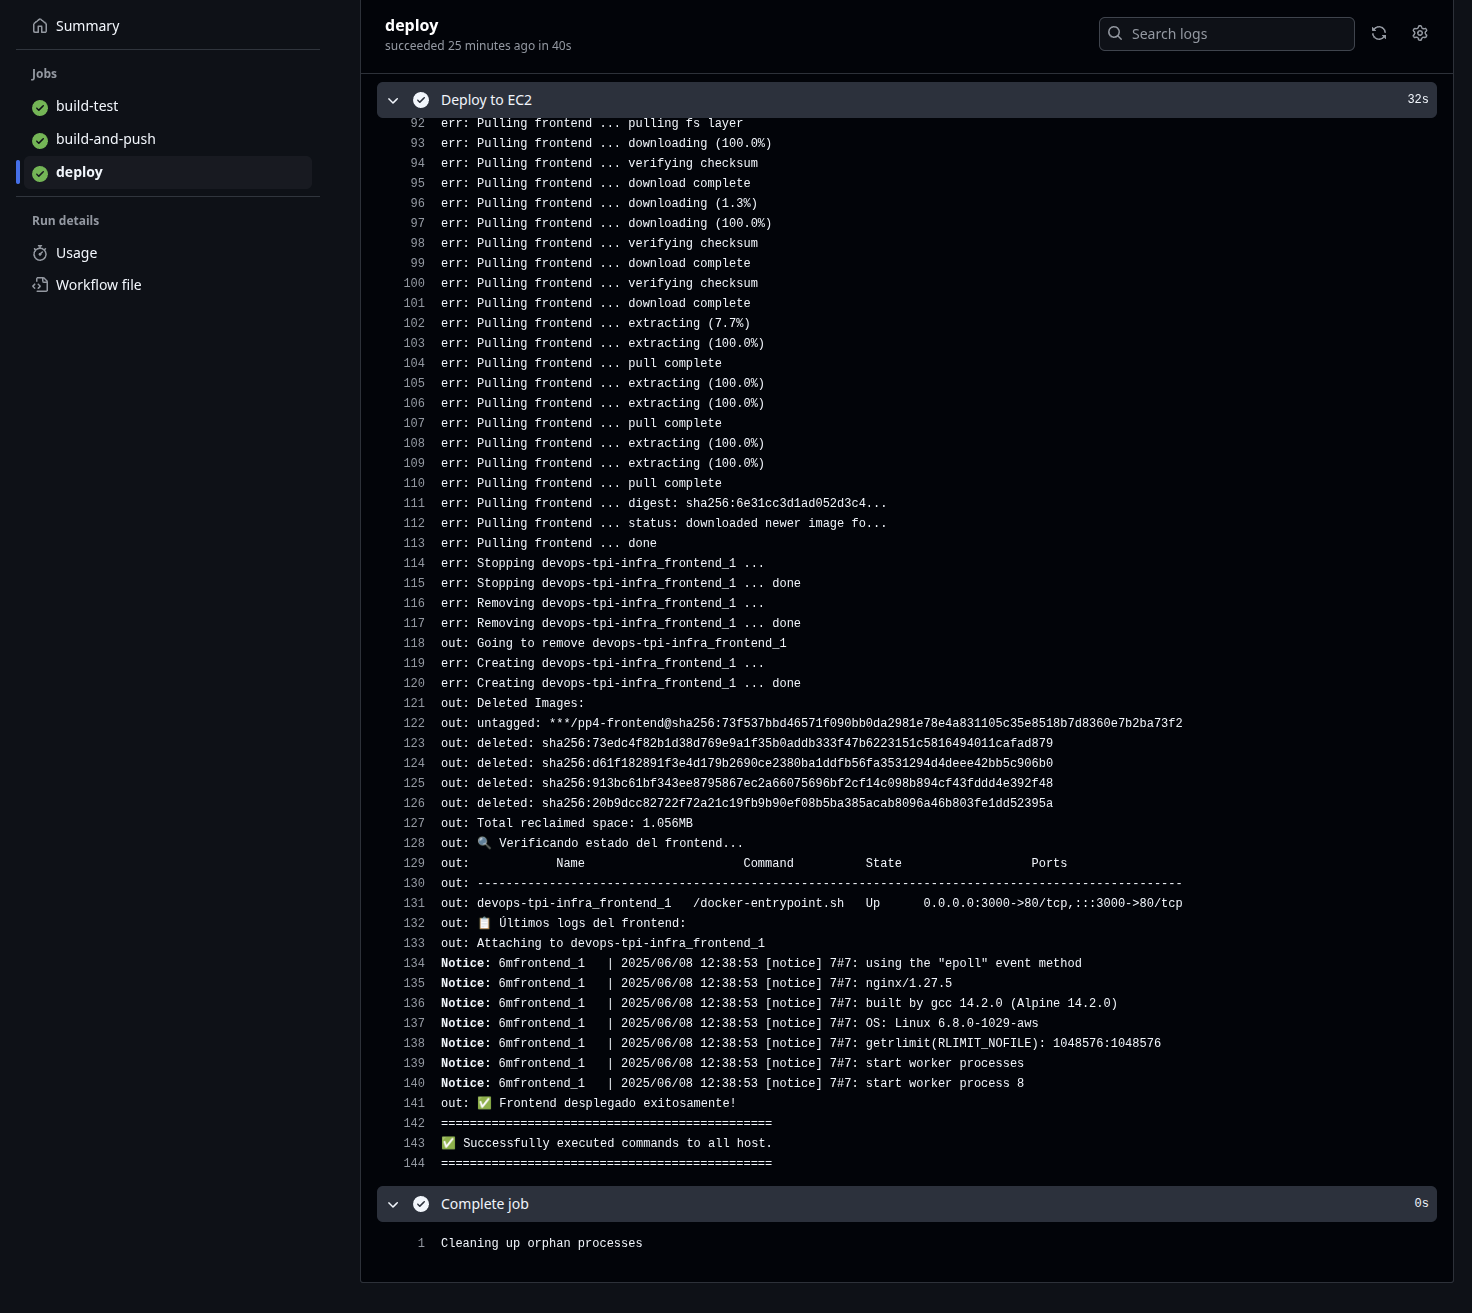 Summary
Jobs
build-test
build-and-push
deploy
Run details
Usage
Workflow file
deploy
succeeded 25 minutes ago in 40s
Search logs
Deploy to EC2 32s
92 err: Pulling frontend ... pulling fs layer
93 err: Pulling frontend ... downloading (100.0%)
94 err: Pulling frontend ... verifying checksum
95 err: Pulling frontend ... download complete
96 err: Pulling frontend ... downloading (1.3%)
97 err: Pulling frontend ... downloading (100.0%)
98 err: Pulling frontend ... verifying checksum
99 err: Pulling frontend ... download complete
100 err: Pulling frontend ... verifying checksum
101 err: Pulling frontend ... download complete
102 err: Pulling frontend ... extracting (7.7%)
103 err: Pulling frontend ... extracting (100.0%)
104 err: Pulling frontend ... pull complete
105 err: Pulling frontend ... extracting (100.0%)
106 err: Pulling frontend ... extracting (100.0%)
107 err: Pulling frontend ... pull complete
108 err: Pulling frontend ... extracting (100.0%)
109 err: Pulling frontend ... extracting (100.0%)
110 err: Pulling frontend ... pull complete
111 err: Pulling frontend ... digest: sha256:6e31cc3d1ad052d3c4...
112 err: Pulling frontend ... status: downloaded newer image fo...
113 err: Pulling frontend ... done
114 err: Stopping devops-tpi-infra_frontend_1 ...
115 err: Stopping devops-tpi-infra_frontend_1 ... done
116 err: Removing devops-tpi-infra_frontend_1 ...
117 err: Removing devops-tpi-infra_frontend_1 ... done
118 out: Going to remove devops-tpi-infra_frontend_1
119 err: Creating devops-tpi-infra_frontend_1 ...
120 err: Creating devops-tpi-infra_frontend_1 ... done
121 out: Deleted Images:
122 out: untagged: ***/pp4-frontend@sha256:73f537bbd46571f090bb0da2981e78e4a831105c35e8518b7d8360e7b2ba73f2
123 out: deleted: sha256:73edc4f82b1d38d769e9a1f35b0addb333f47b6223151c5816494011cafad879
124 out: deleted: sha256:d61f182891f3e4d179b2690ce2380ba1ddfb56fa3531294d4deee42bb5c906b0
125 out: deleted: sha256:913bc61bf343ee8795867ec2a66075696bf2cf14c098b894cf43fddd4e392f48
126 out: deleted: sha256:20b9dcc82722f72a21c19fb9b90ef08b5ba385acab8096a46b803fe1dd52395a
127 out: Total reclaimed space: 1.056MB
128 out: 🔍 Verificando estado del frontend...
129 out: Name Command State Ports
130 out: --------------------------------------------------------------------------------------------------
131 out: devops-tpi-infra_frontend_1 /docker-entrypoint.sh Up 0.0.0.0:3000->80/tcp,:::3000->80/tcp
132 out: 📋 Últimos logs del frontend:
133 out: Attaching to devops-tpi-infra_frontend_1
134 Notice: 6mfrontend_1 | 2025/06/08 12:38:53 [notice] 7#7: using the "epoll" event method
135 Notice: 6mfrontend_1 | 2025/06/08 12:38:53 [notice] 7#7: nginx/1.27.5
136 Notice: 6mfrontend_1 | 2025/06/08 12:38:53 [notice] 7#7: built by gcc 14.2.0 (Alpine 14.2.0)
137 Notice: 6mfrontend_1 | 2025/06/08 12:38:53 [notice] 7#7: OS: Linux 6.8.0-1029-aws
138 Notice: 6mfrontend_1 | 2025/06/08 12:38:53 [notice] 7#7: getrlimit(RLIMIT_NOFILE): 1048576:1048576
139 Notice: 6mfrontend_1 | 2025/06/08 12:38:53 [notice] 7#7: start worker processes
140 Notice: 6mfrontend_1 | 2025/06/08 12:38:53 [notice] 7#7: start worker process 8
141 out: ✅ Frontend desplegado exitosamente!
142 ==============================================
143 ✅ Successfully executed commands to all host.
144 ==============================================
Complete job 0s
1 Cleaning up orphan processes